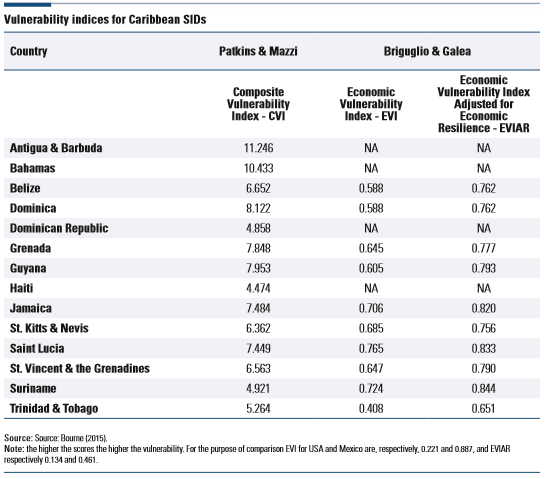 Vulnerability indices for Caribbean SIDs
Country Patkins & Mazzi Briguglio & Galea
Composite Vulnerability Index - CVI Economic Vulnerability Index - EVI Economic Vulnerability Index Adjusted for Economic Resilience - EVIAR
Antigua & Barbuda 11.246 NA NA
Bahamas 10.433 NA NA
Belize 6.652 0.588 0.762
Dominica 8.122 0.588 0.762
Dominican Republic 4.858 NA NA
Grenada 7.848 0.645 0.777
Guyana 7.953 0.605 0.793
Haiti 4.474 NA NA
Jamaica 7.484 0.706 0.820
St. Kitts & Nevis 6.362 0.685 0.756
Saint Lucia 7.449 0.765 0.833
St. Vincent & the Grenadines 6.563 0.647 0.790
Suriname 4.921 0.724 0.844
Trinidad & Tobago 5.264 0.408 0.651
Source: Source: Bourne (2015).
Note: the higher the scores the higher the vulnerability. For the purpose of comparison EVI for USA and Mexico are, respectively, 0.221 and 0.887, and EVIAR
respectively 0.134 and 0.461.